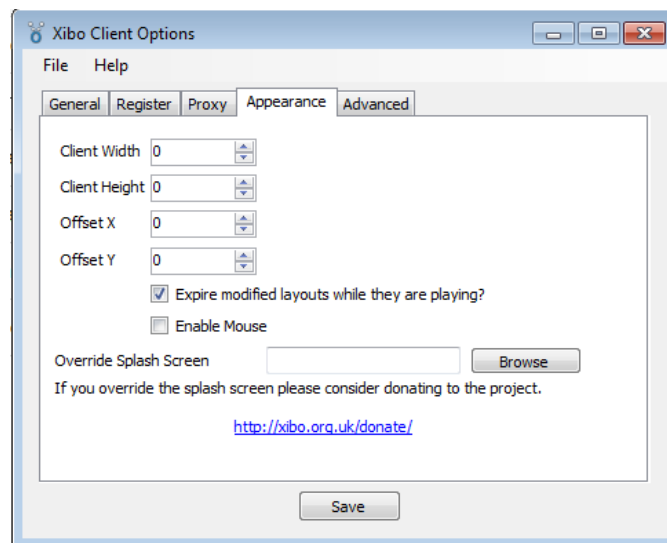 Xibo Client Options
File Help
General Register Proxy Appearance Advanced
Client Width 0
Client Height 0
Offset X 0
Offset Y 0
Expire modified layouts while they are playing?
Enable Mouse
Override Splash Screen Browse
If you override the splash screen please consider donating to the project.
http://xibo.org.uk/donate/
Save